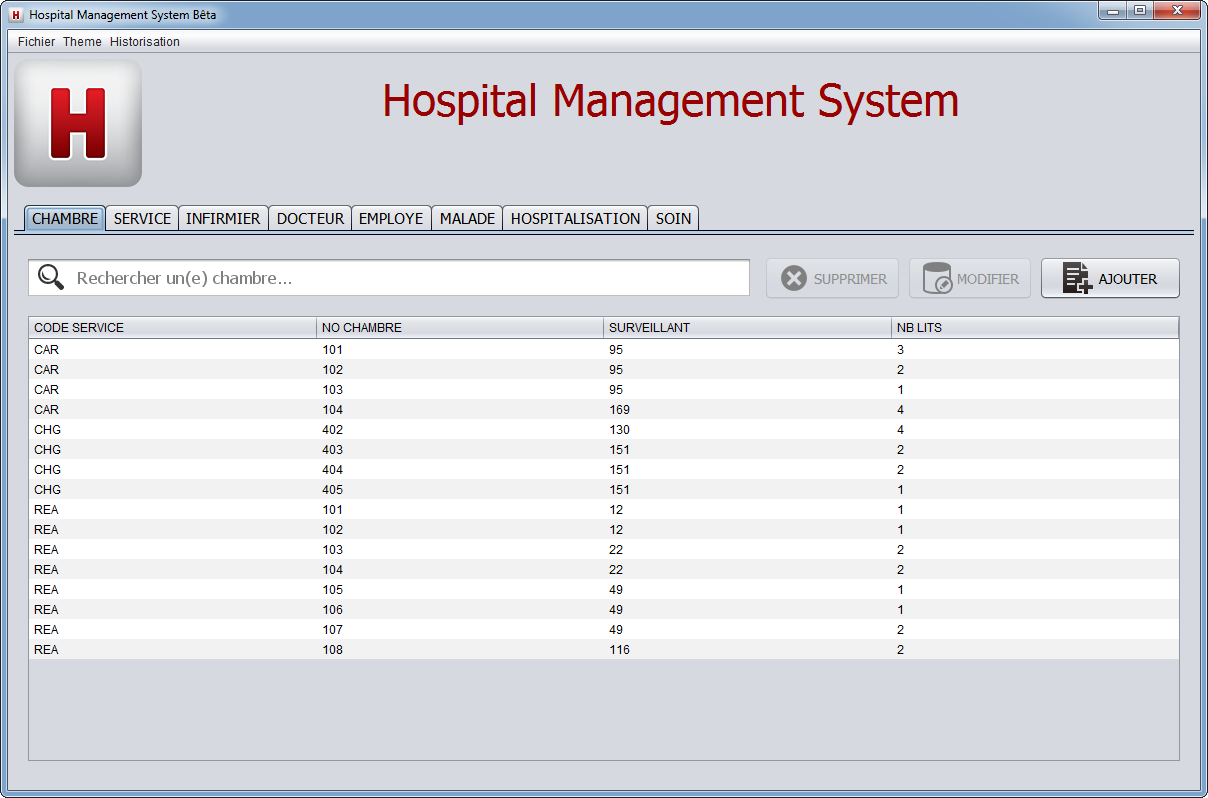 H Hospital Management System Bêta
Fichier Theme Historisation
H
Hospital Management System
CHAMBRE SERVICE INFIRMIER DOCTEUR EMPLOYE MALADE HOSPITALISATION SOIN
Rechercher un(e) chambre... SUPPRIMER MODIFIER AJOUTER
CODE SERVICE NO CHAMBRE SURVEILLANT NB LITS
CAR 101 95 3
CAR 102 95 2
CAR 103 95 1
CAR 104 169 4
CHG 402 130 4
CHG 403 151 2
CHG 404 151 2
CHG 405 151 1
REA 101 12 1
REA 102 12 1
REA 103 22 2
REA 104 22 2
REA 105 49 1
REA 106 49 1
REA 107 49 2
REA 108 116 2